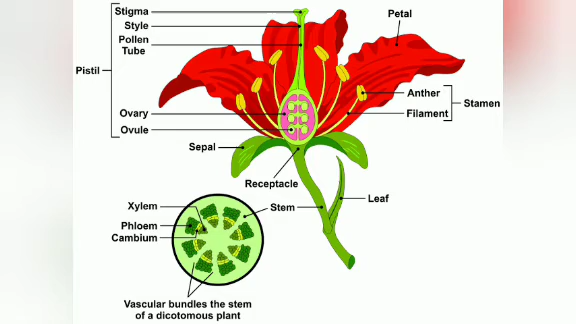 Stigma
Style
Pollen
Tube
Pistil
Ovary
Ovule
Sepal
Petal
Anther
Stamen
Filament
Receptacle
Leaf
Stem
Xylem
Phloem
Cambium
Vascular bundles the stem
of a dicotomous plant